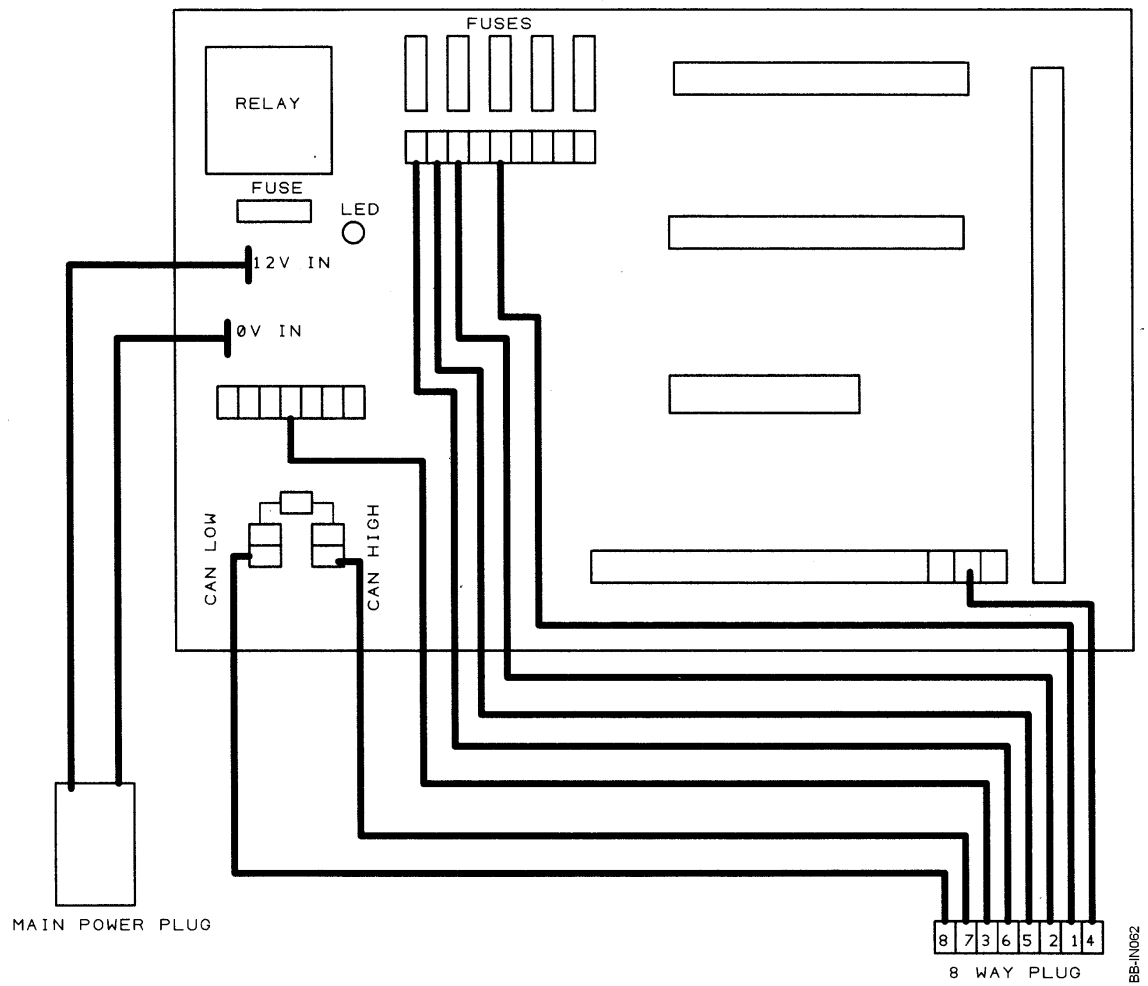 FUSES
RELAY
FUSE
LED
12V IN
0V IN
CAN LOW
CAN HIGH
MAIN POWER PLUG
8 7 3 6 5 2 1 4
8 WAY PLUG
BB-IN062